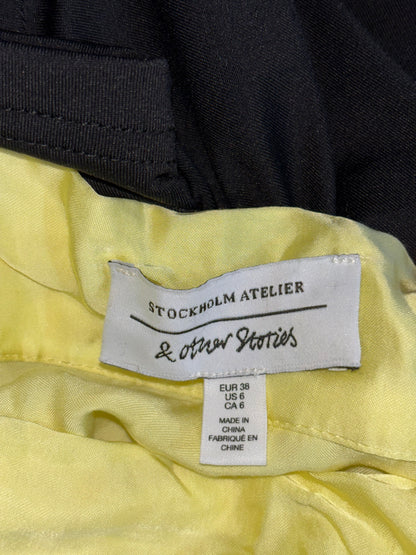 STOCKHOLM ATELIER
& other Stories
EUR 38
US 6
CA 6
MADE IN
CHINA
FABRIQUÉ EN
CHINE